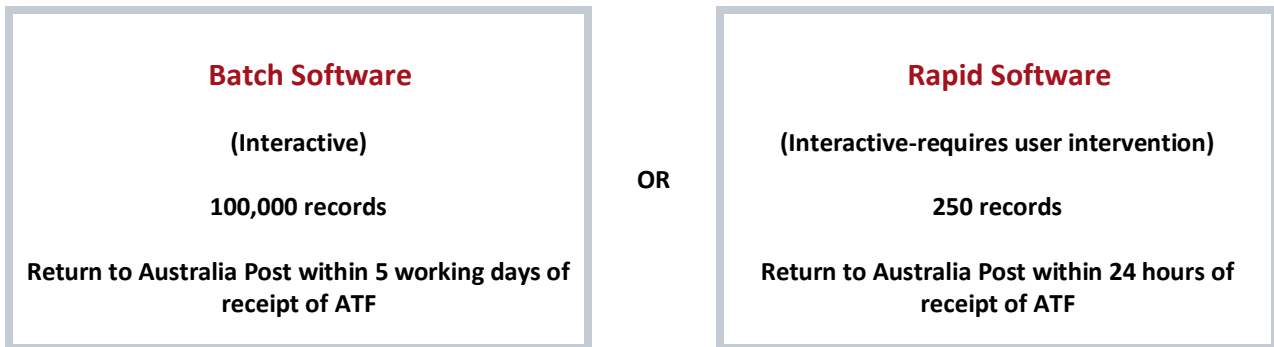 Batch Software
(Interactive)
100,000 records
Return to Australia Post within 5 working days of
receipt of ATF
OR
Rapid Software
(Interactive-requires user intervention)
250 records
Return to Australia Post within 24 hours of
receipt of ATF